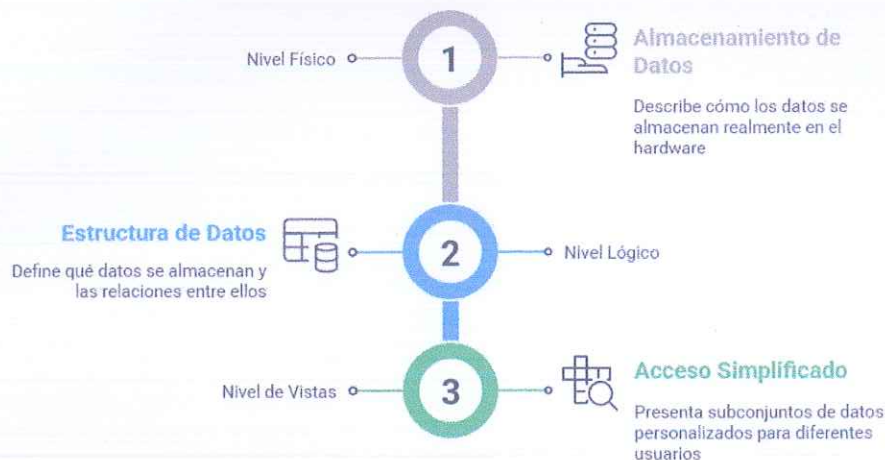 Nivel Físico
1
Almacenamiento de
Datos
Describe cómo los datos se
almacenan realmente en el
hardware
Estructura de Datos
Define qué datos se almacenan y
las relaciones entre ellos
2
Nivel Lógico
Nivel de Vistas
3
Acceso Simplificado
Presenta subconjuntos de datos
personalizados para diferentes
usuarios